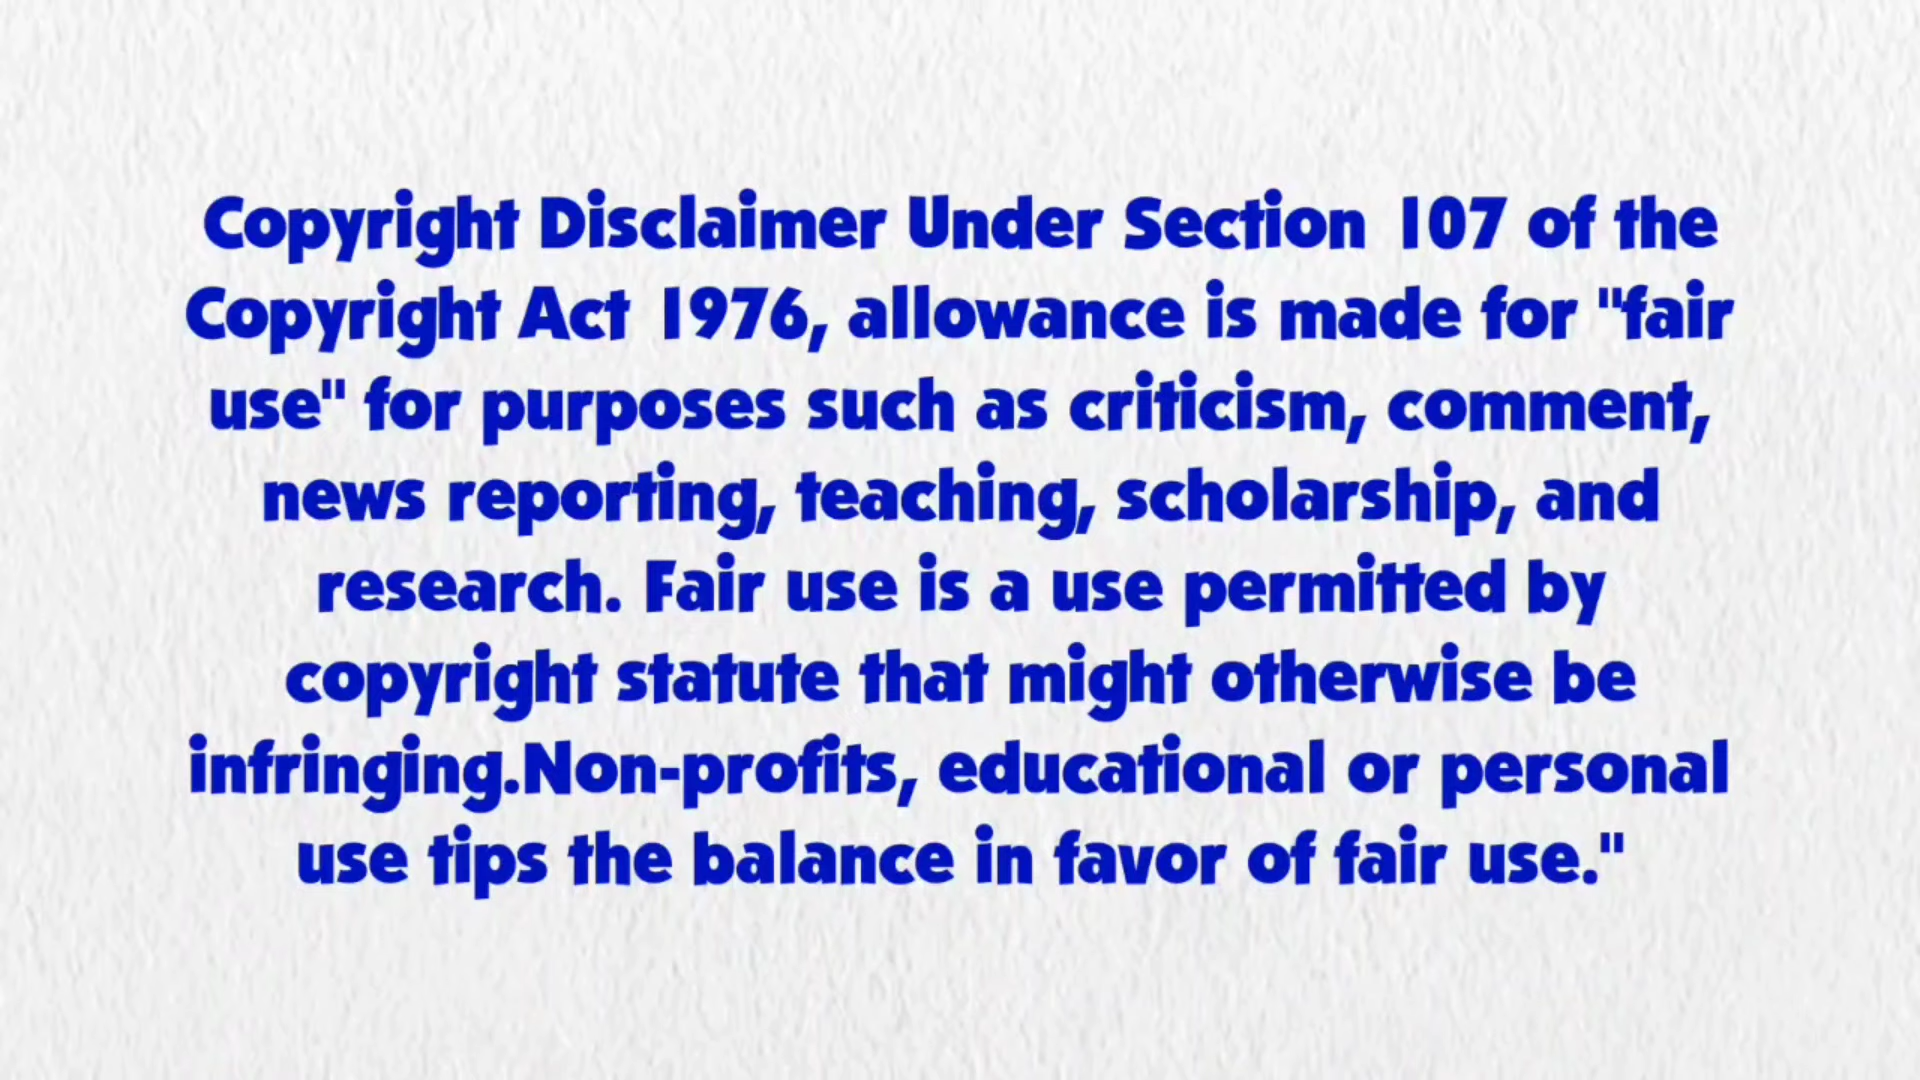 Copyright Disclaimer Under Section 107 of the
Copyright Act 1976, allowance is made for "fair
use" for purposes such as criticism, comment,
news reporting, teaching, scholarship, and
research. Fair use is a use permitted by
copyright statute that might otherwise be
infringing.Non-profits, educational or personal
use tips the balance in favor of fair use."